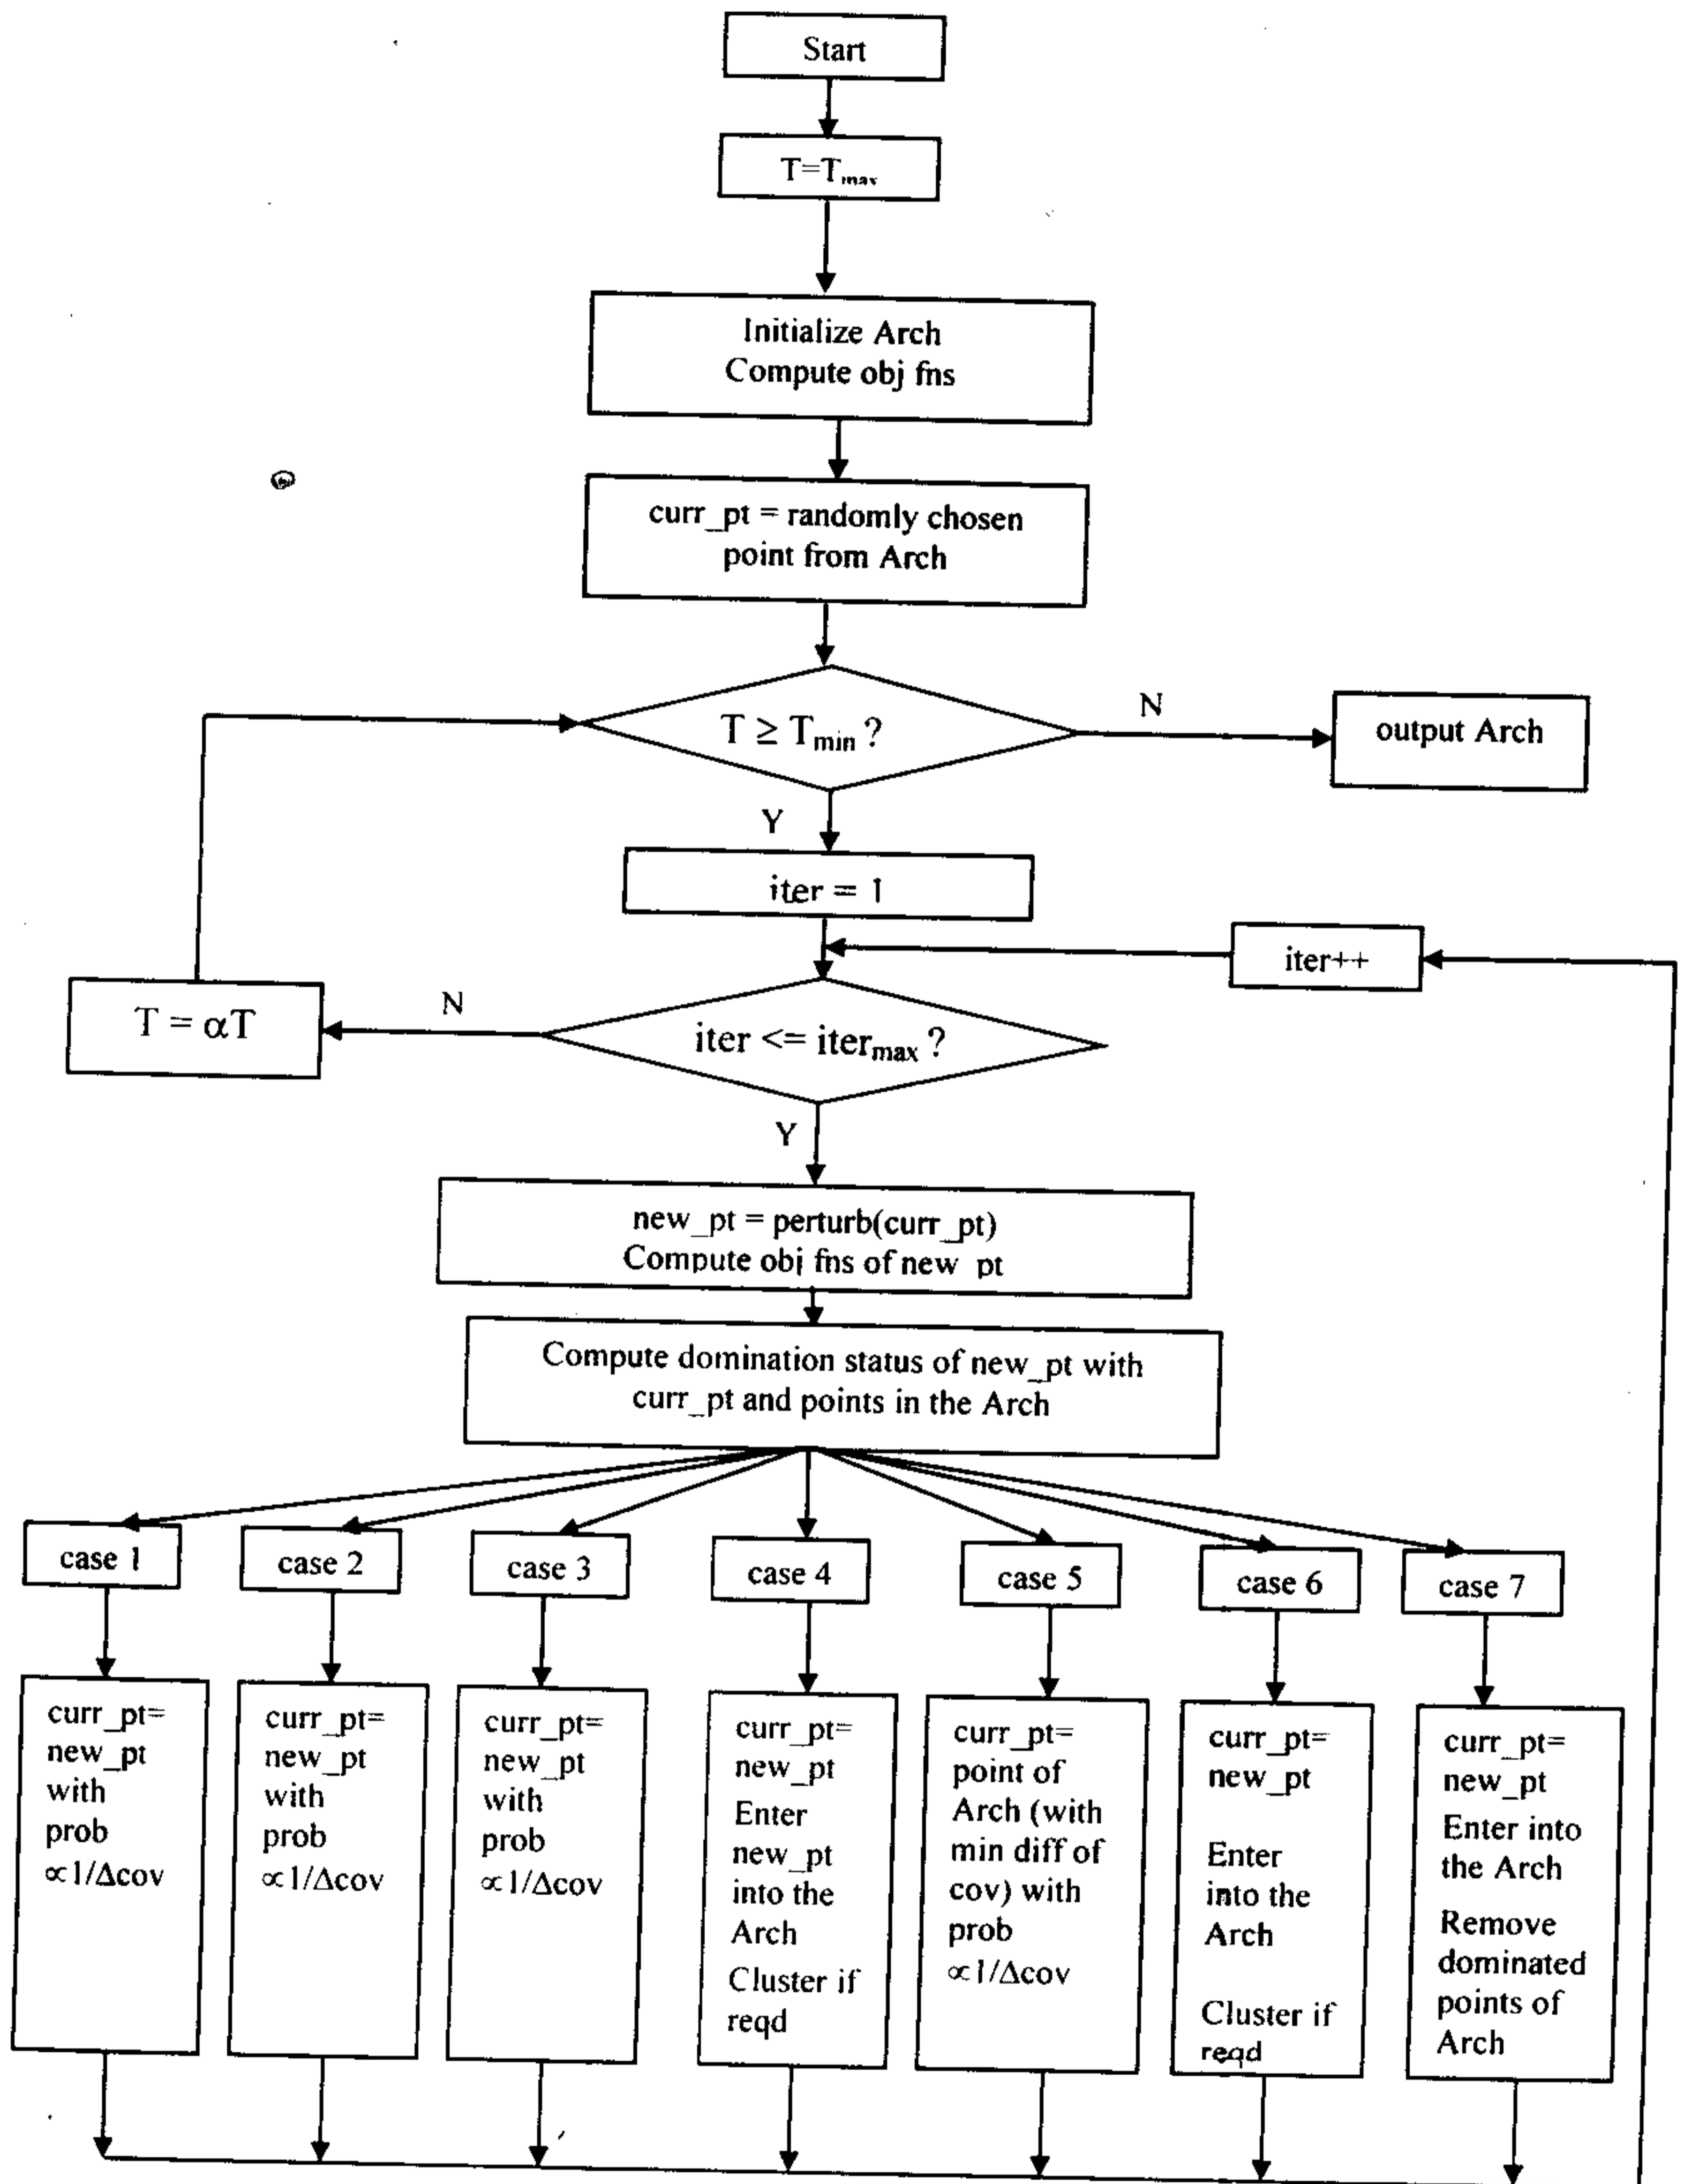 Start
T=Tmax
Initialize Arch
Compute obj fns
curr_pt = randomly chosen
point from Arch
T ≥ Tmin ?
N
output Arch
Y
iter = 1
iter++
T = αT
N
iter <= itermax ?
Y
new_pt = perturb(curr_pt)
Compute obj fns of new_pt
Compute domination status of new_pt with
curr_pt and points in the Arch
case 1
case 2
case 3
case 4
case 5
case 6
case 7
curr_pt=
new_pt
with
prob
∝1/Δcov
curr_pt=
new_pt
with
prob
∝1/Δcov
curr_pt=
new_pt
with
prob
∝1/Δcov
curr_pt=
new_pt
Enter
new_pt
into the
Arch
Cluster if
reqd
curr_pt=
point of
Arch (with
min diff of
cov) with
prob
∝1/Δcov
curr_pt=
new_pt
Enter
into the
Arch
Cluster if
reqd
curr_pt=
new_pt
Enter into
the Arch
Remove
dominated
points of
Arch